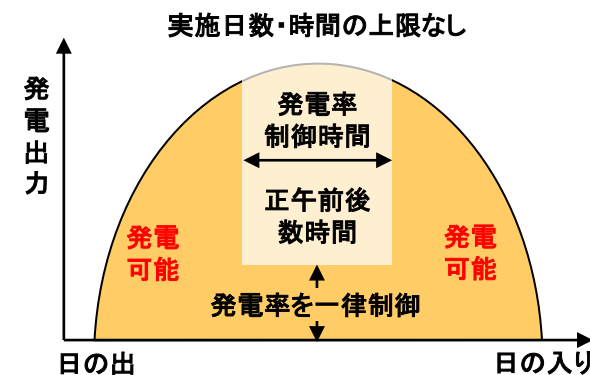 実施日数・時間の上限なし
発電出力
発電率
制御時間
正午前後
数時間
発電
可能
発電
可能
発電率を一律制御
日の出
日の入り